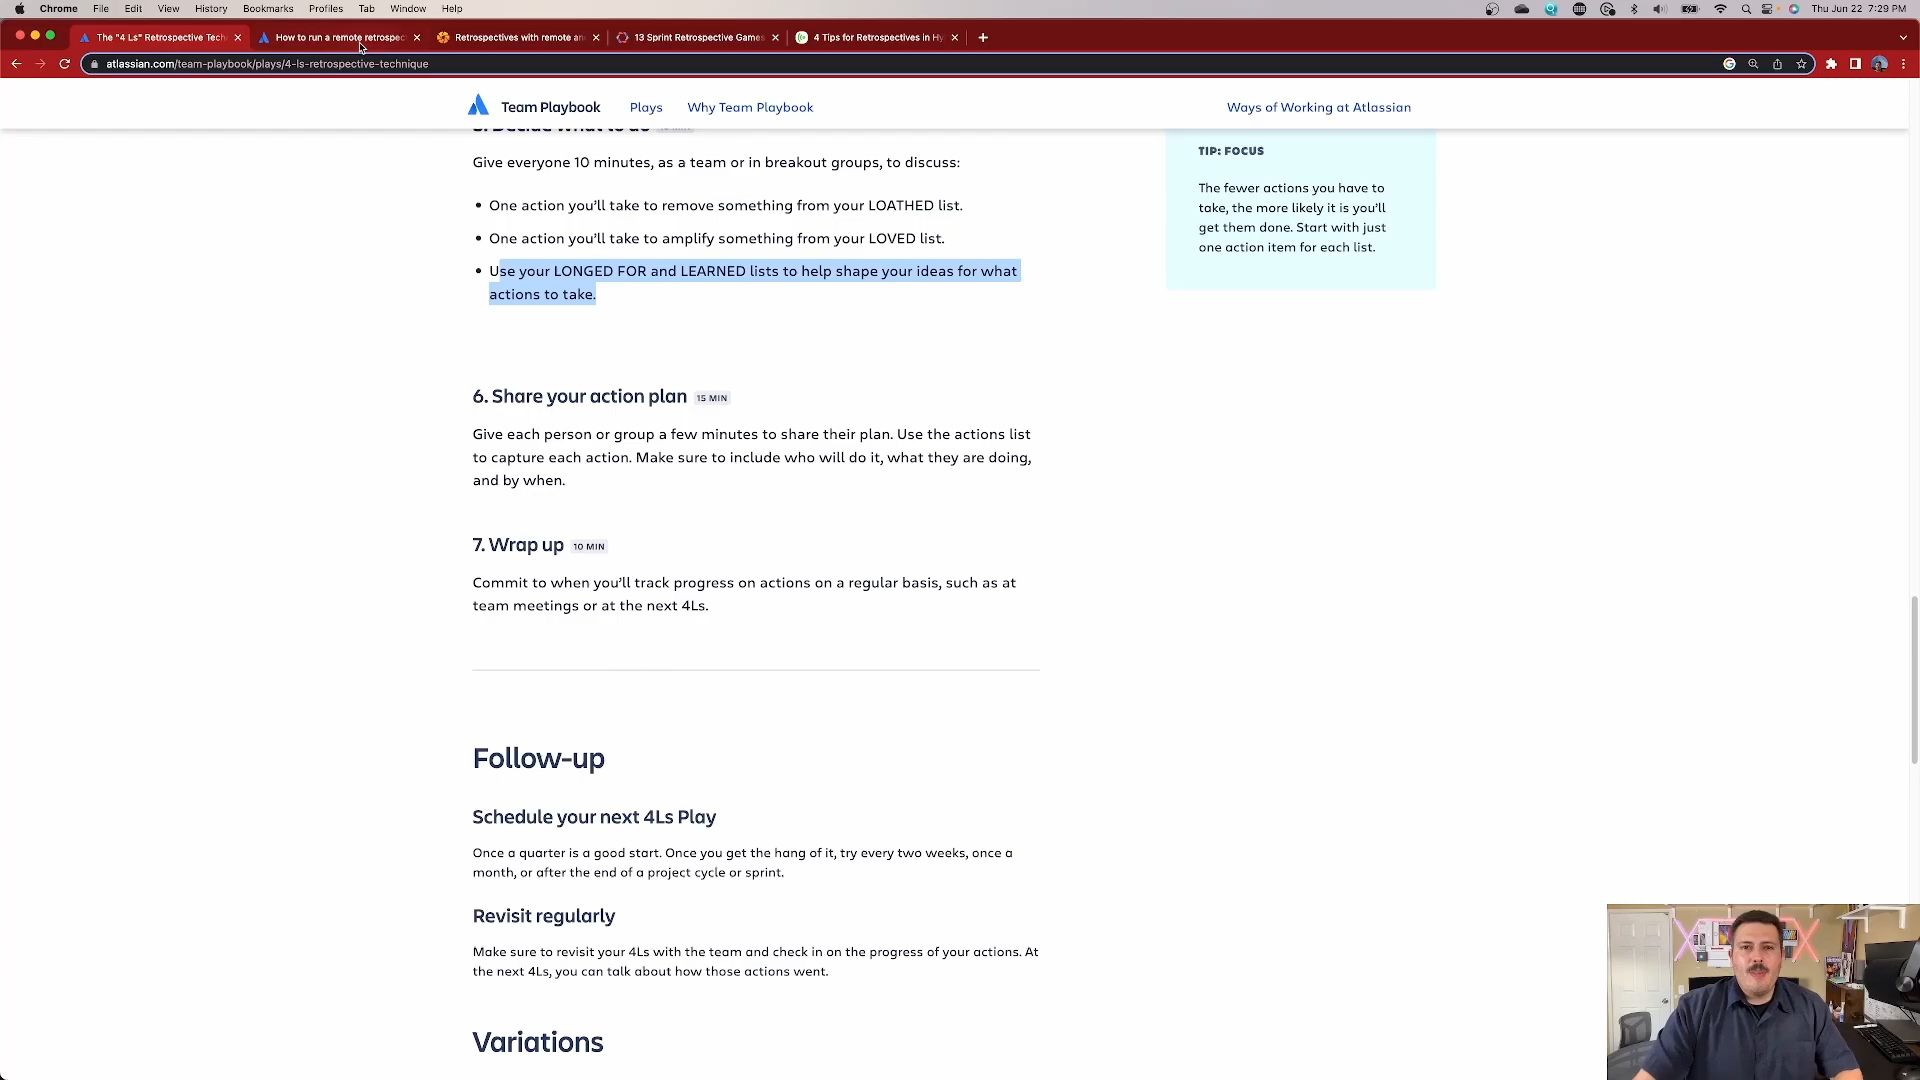 Chrome File Edit View History Bookmarks Profiles Tab Window Help Thu Jun 22 7:29 PM
The "4 Ls" Retrospective Tech How to run a remote retrospec Retrospectives with remote an 13 Sprint Retrospective Games 4 Tips for Retrospectives in Hy
atlassian.com/team-playbook/plays/4-ls-retrospective-technique
Team Playbook Plays Why Team Playbook Ways of Working at Atlassian
Give everyone 10 minutes, as a team or in breakout groups, to discuss:
• One action you'll take to remove something from your LOATHED list.
• One action you'll take to amplify something from your LOVED list.
• Use your LONGED FOR and LEARNED lists to help shape your ideas for what
actions to take.
TIP: FOCUS
The fewer actions you have to
take, the more likely it is you'll
get them done. Start with just
one action item for each list.
6. Share your action plan 15 MIN
Give each person or group a few minutes to share their plan. Use the actions list
to capture each action. Make sure to include who will do it, what they are doing,
and by when.
7. Wrap up 10 MIN
Commit to when you'll track progress on actions on a regular basis, such as at
team meetings or at the next 4Ls.
Follow-up
Schedule your next 4Ls Play
Once a quarter is a good start. Once you get the hang of it, try every two weeks, once a
month, or after the end of a project cycle or sprint.
Revisit regularly
Make sure to revisit your 4Ls with the team and check in on the progress of your actions. At
the next 4Ls, you can talk about how those actions went.
Variations